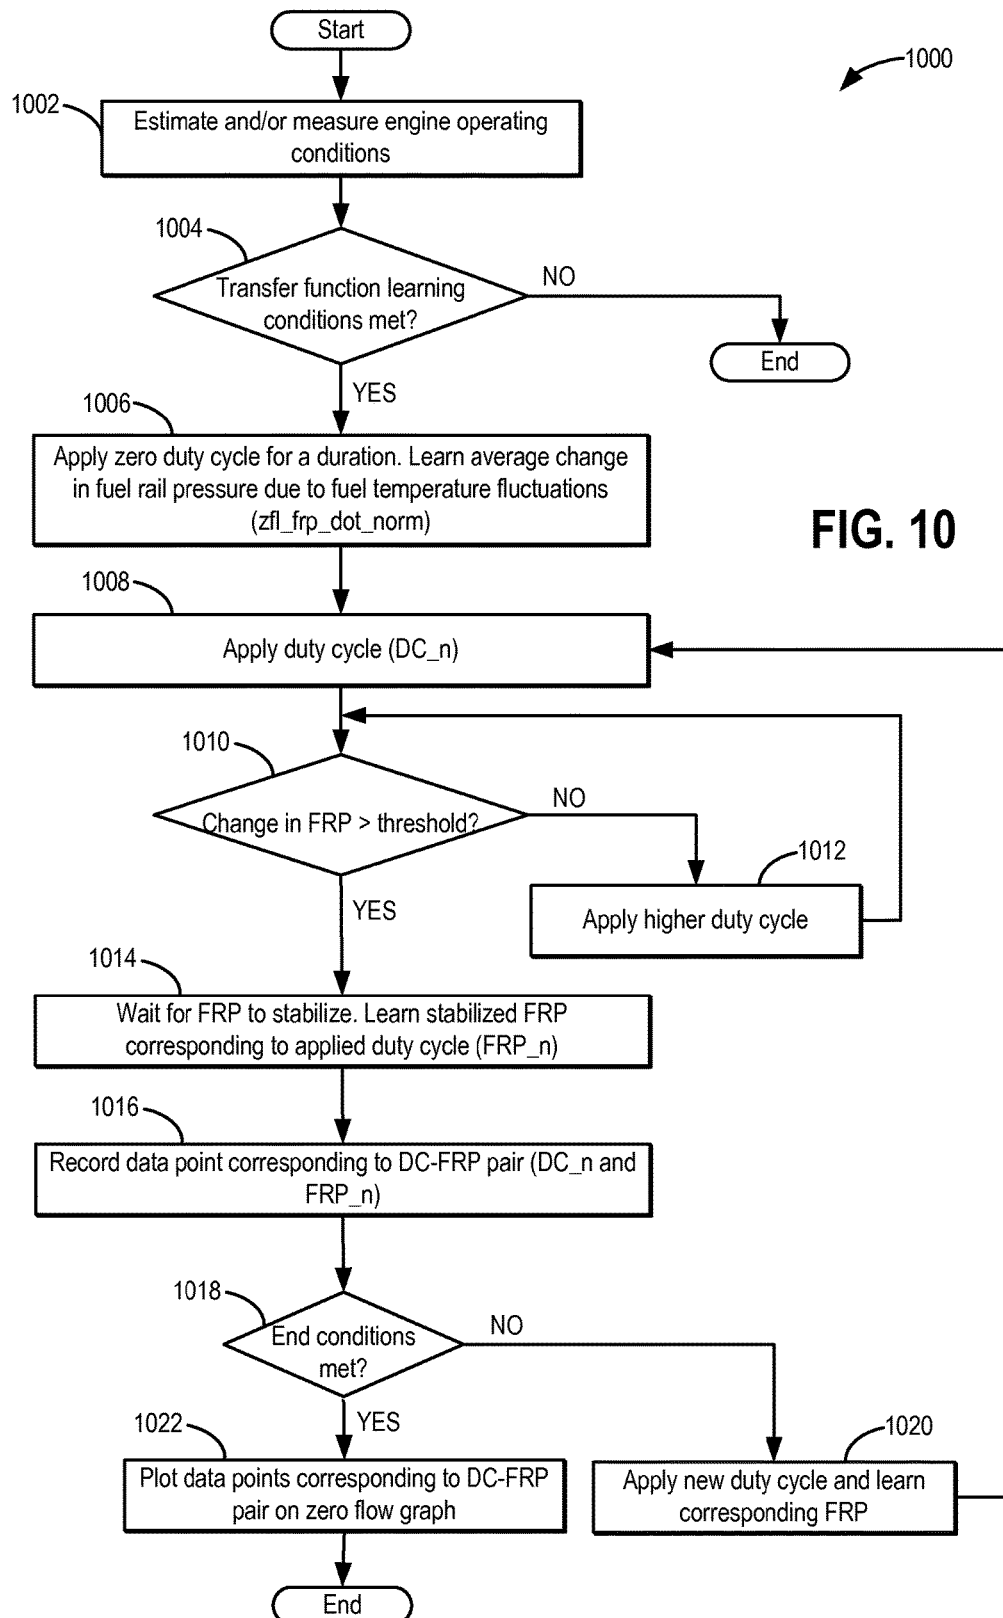 Start
1000
1002
Estimate and/or measure engine operating
conditions
1004
Transfer function learning
conditions met?
NO
End
YES
1006
Apply zero duty cycle for a duration. Learn average change
in fuel rail pressure due to fuel temperature fluctuations
(zfl_frp_dot_norm)
FIG. 10
1008
Apply duty cycle (DC_n)
1010
Change in FRP > threshold?
NO
1012
Apply higher duty cycle
YES
1014
Wait for FRP to stabilize. Learn stabilized FRP
corresponding to applied duty cycle (FRP_n)
1016
Record data point corresponding to DC-FRP pair (DC_n and
FRP_n)
1018
End conditions
met?
NO
YES
1022
Plot data points corresponding to DC-FRP
pair on zero flow graph
1020
Apply new duty cycle and learn
corresponding FRP
End